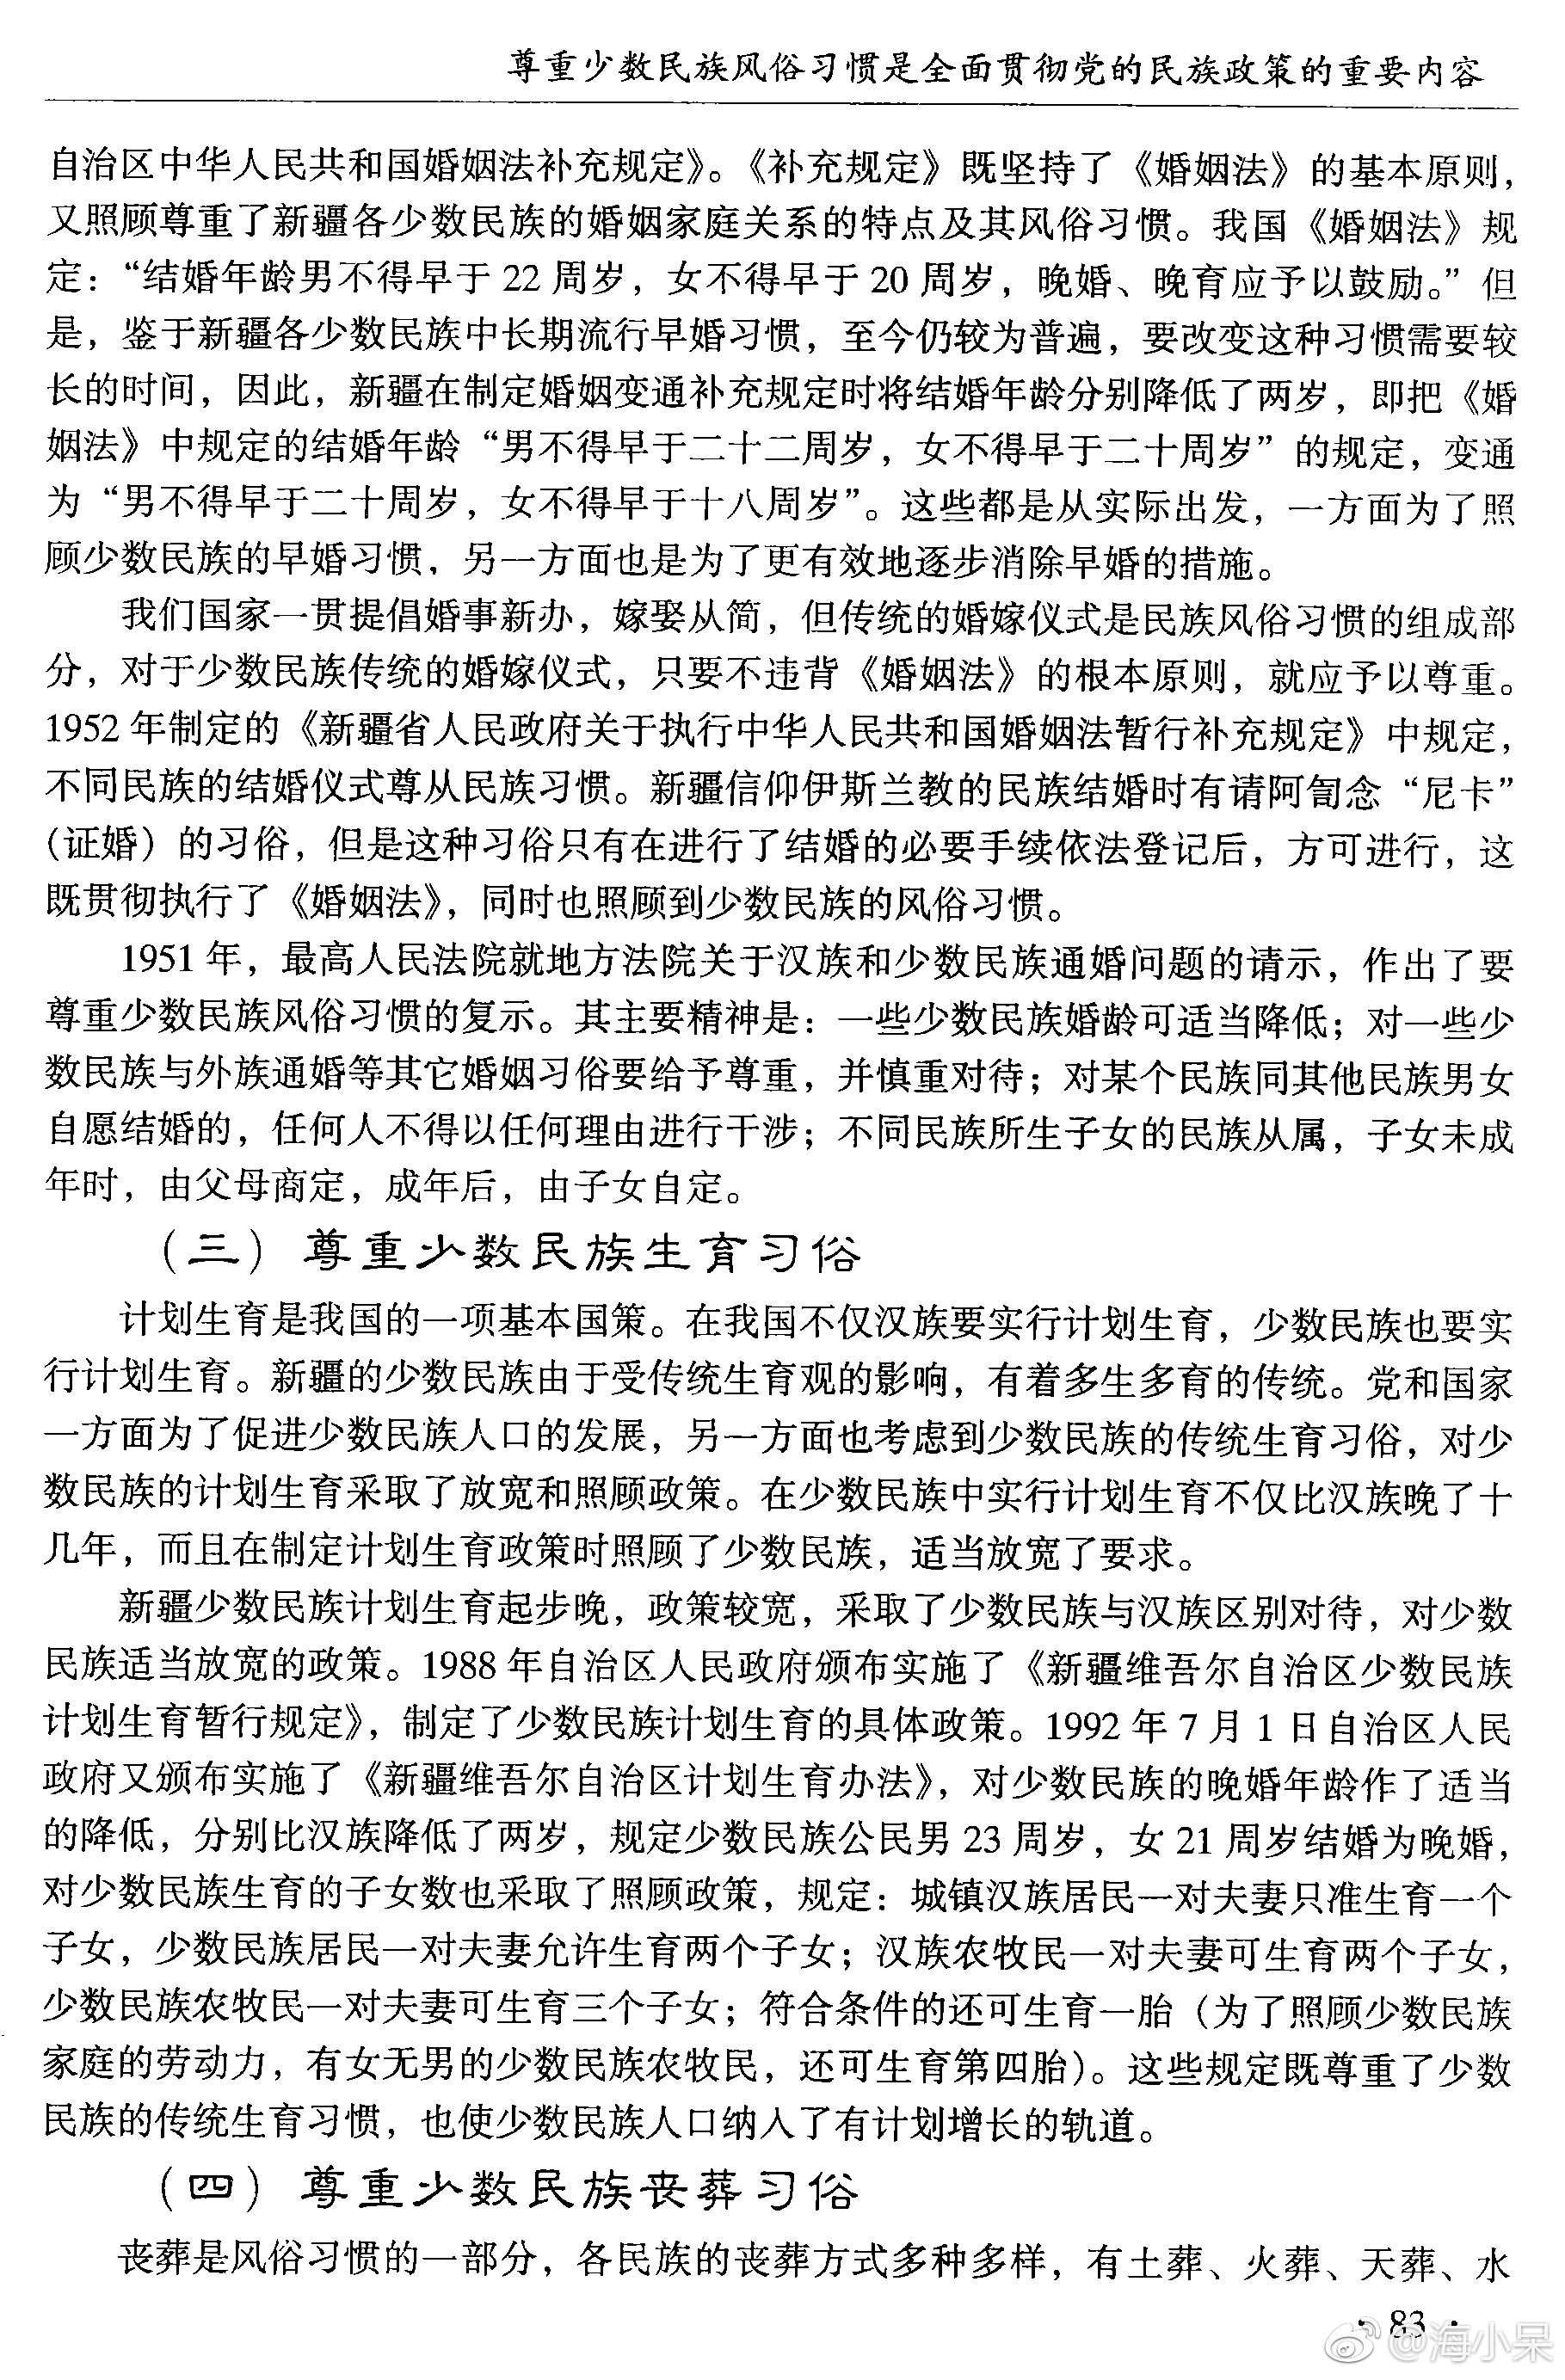 尊重少数民族风俗习惯是全面贯彻党的民族政策的重要内容
自治区中华人民共和国婚姻法补充规定》。《补充规定》既坚持了《婚姻法》的基本原则，
又照顾尊重了新疆各少数民族的婚姻家庭关系的特点及其风俗习惯。我国《婚姻法》规
定：“结婚年龄男不得早于 22 周岁，女不得早于 20 周岁，晚婚、晚育应予以鼓励。”但
是，鉴于新疆各少数民族中长期流行早婚习惯，至今仍较为普遍，要改变这种习惯需要较
长的时间，因此，新疆在制定婚姻变通补充规定时将结婚年龄分别降低了两岁，即把《婚
姻法》中规定的结婚年龄“男不得早于二十二周岁，女不得早于二十周岁”的规定，变通
为“男不得早于二十周岁，女不得早于十八周岁”。这些都是从实际出发，一方面为了照
顾少数民族的早婚习惯，另一方面也是为了更有效地逐步消除早婚的措施。
我们国家一贯提倡婚事新办，嫁娶从简，但传统的婚嫁仪式是民族风俗习惯的组成部
分，对于少数民族传统的婚嫁仪式，只要不违背《婚姻法》的根本原则，就应予以尊重。
1952 年制定的《新疆省人民政府关于执行中华人民共和国婚姻法暂行补充规定》中规定，
不同民族的结婚仪式尊从民族习惯。新疆信仰伊斯兰教的民族结婚时有请阿訇念“尼卡”
（证婚）的习俗，但是这种习俗只有在进行了结婚的必要手续依法登记后，方可进行，这
既贯彻执行了《婚姻法》，同时也照顾到少数民族的风俗习惯。
1951 年，最高人民法院就地方法院关于汉族和少数民族通婚问题的请示，作出了要
尊重少数民族风俗习惯的复示。其主要精神是：一些少数民族婚龄可适当降低；对一些少
数民族与外族通婚等其它婚姻习俗要给予尊重，并慎重对待；对某个民族同其他民族男女
自愿结婚的，任何人不得以任何理由进行干涉；不同民族所生子女的民族从属，子女未成
年时，由父母商定，成年后，由子女自定。
（三）尊重少数民族生育习俗
计划生育是我国的一项基本国策。在我国不仅汉族要实行计划生育，少数民族也要实
行计划生育。新疆的少数民族由于受传统生育观的影响，有着多生多育的传统。党和国家
一方面为了促进少数民族人口的发展，另一方面也考虑到少数民族的传统生育习俗，对少
数民族的计划生育采取了放宽和照顾政策。在少数民族中实行计划生育不仅比汉族晚了十
几年，而且在制定计划生育政策时照顾了少数民族，适当放宽了要求。
新疆少数民族计划生育起步晚，政策较宽，采取了少数民族与汉族区别对待，对少数
民族适当放宽的政策。1988 年自治区人民政府颁布实施了《新疆维吾尔自治区少数民族
计划生育暂行规定》，制定了少数民族计划生育的具体政策。1992 年 7 月 1 日自治区人民
政府又颁布实施了《新疆维吾尔自治区计划生育办法》，对少数民族的晚婚年龄作了适当
的降低，分别比汉族降低了两岁，规定少数民族公民男 23 周岁，女 21 周岁结婚为晚婚，
对少数民族生育的子女数也采取了照顾政策，规定：城镇汉族居民一对夫妻只准生育一个
子女，少数民族居民一对夫妻允许生育两个子女；汉族农牧民一对夫妻可生育两个子女，
少数民族农牧民一对夫妻可生育三个子女；符合条件的还可生育一胎（为了照顾少数民族
家庭的劳动力，有女无男的少数民族农牧民，还可生育第四胎）。这些规定既尊重了少数
民族的传统生育习惯，也使少数民族人口纳入了有计划增长的轨道。
（四）尊重少数民族丧葬习俗
丧葬是风俗习惯的一部分，各民族的丧葬方式多种多样，有土葬、火葬、天葬、水
· 83 ·
@海小呆